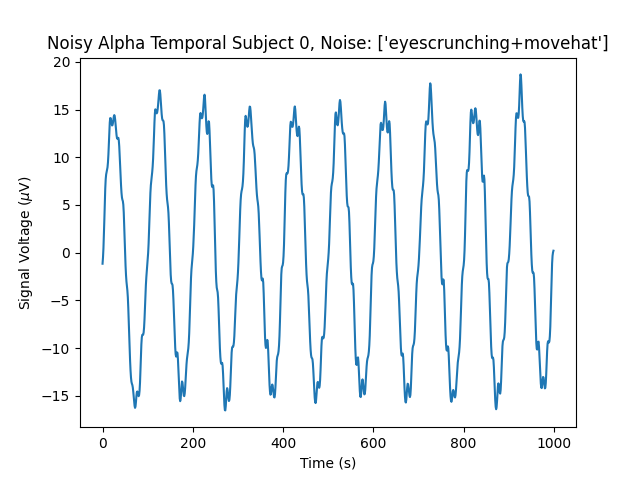 Noisy Alpha Temporal Subject 0, Noise: ['eyescrunching+movehat']
20
15
10
5
0
−5
−10
−15
Signal Voltage (μV)
0 200 400 600 800 1000
Time (s)